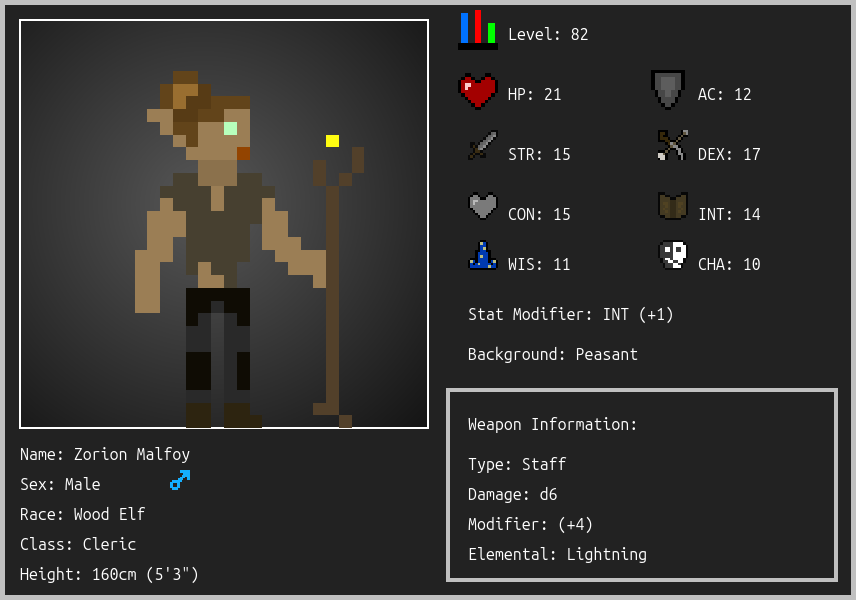 Level: 82
HP: 21
AC: 12
STR: 15
DEX: 17
CON: 15
INT: 14
WIS: 11
CHA: 10
Stat Modifier: INT (+1)
Background: Peasant
Weapon Information:
Type: Staff
Damage: d6
Modifier: (+4)
Elemental: Lightning
Name: Zorion Malfoy
Sex: Male
Race: Wood Elf
Class: Cleric
Height: 160cm (5'3")